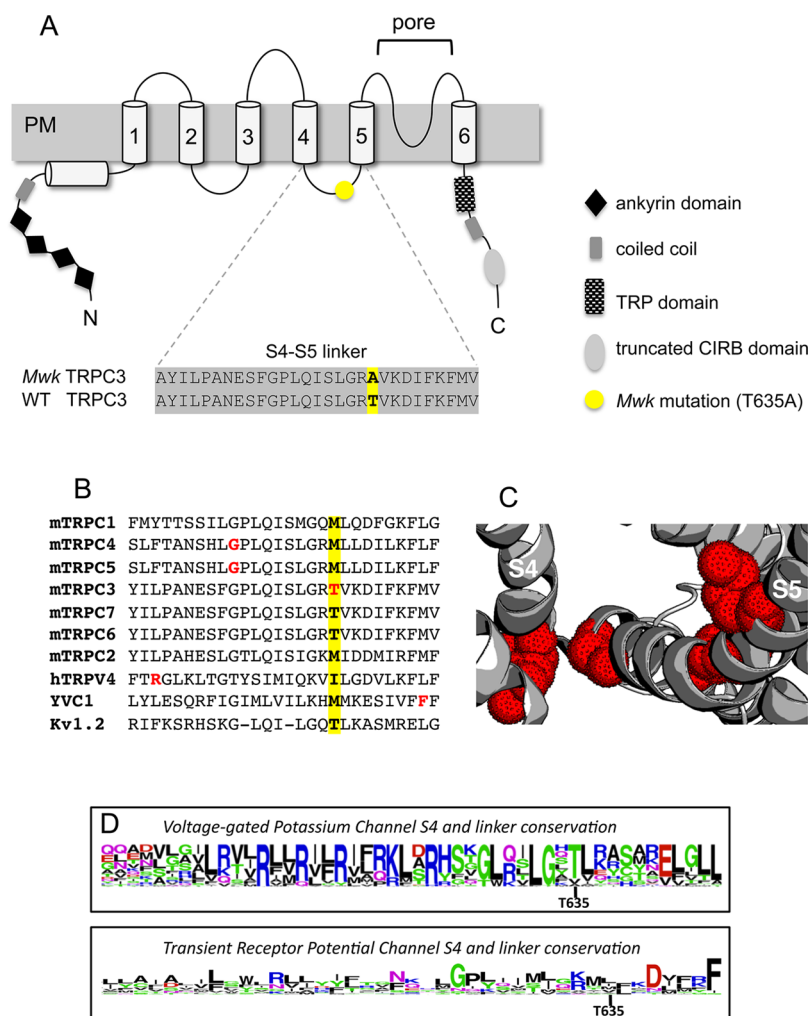 A
pore
PM
1 2 3 4 5 6
N
C
ankyrin domain
coiled coil
TRP domain
truncated CIRB domain
Mwk mutation (T635A)
S4-S5 linker
Mwk TRPC3 AYILPANESFGPLQISLGRAVKDIFKFMV
WT TRPC3 AYILPANESFGPLQISLGRTVKDIFKFMV
B
mTRPC1 FMYTTSSILGPLQISMGQMLQDFGKFLG
mTRPC4 SLFTANSHLGPLQISLGRMLLDILKFLF
mTRPC5 SLFTANSHLGPLQISLGRMLLDILKFLF
mTRPC3 YILPANESFGPLQISLGRTVKDIFKFMV
mTRPC7 YILPANESFGPLQISLGRTVKDIFKFMV
mTRPC6 YILPANESFGPLQISLGRTVKDIFKFMV
mTRPC2 YILPAHESLGTLQISIGKMIDDMIRFMF
hTRPV4 FTRGLKLTGTYSIMIQKVILGDVLKFLF
YVC1 LYLESQRFIGIMLVILKHMMKESIVFFF
Kv1.2 RIFKSRHSKG-LQI-LGQTLKASMRELG
C
S4
S5
D
Voltage-gated Potassium Channel S4 and linker conservation
T635
Transient Receptor Potential Channel S4 and linker conservation
T635